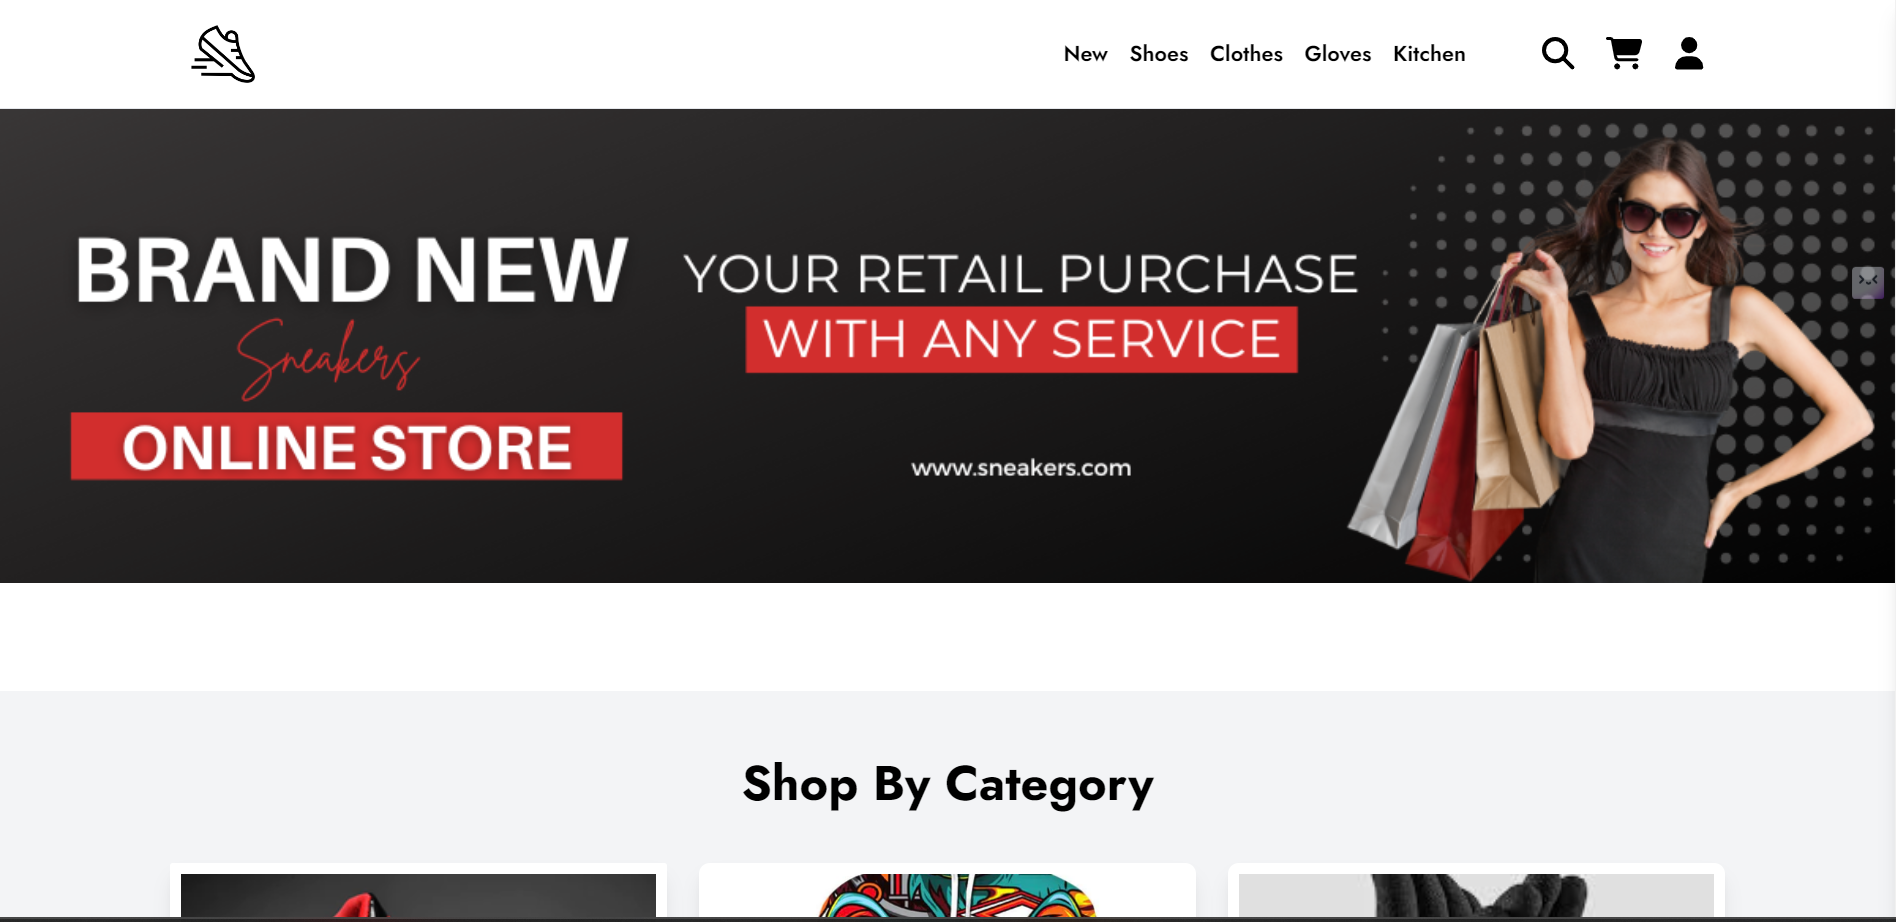 New Shoes Clothes Gloves Kitchen
BRAND NEW
Sneakers
ONLINE STORE
YOUR RETAIL PURCHASE
WITH ANY SERVICE
www.sneakers.com
Shop By Category